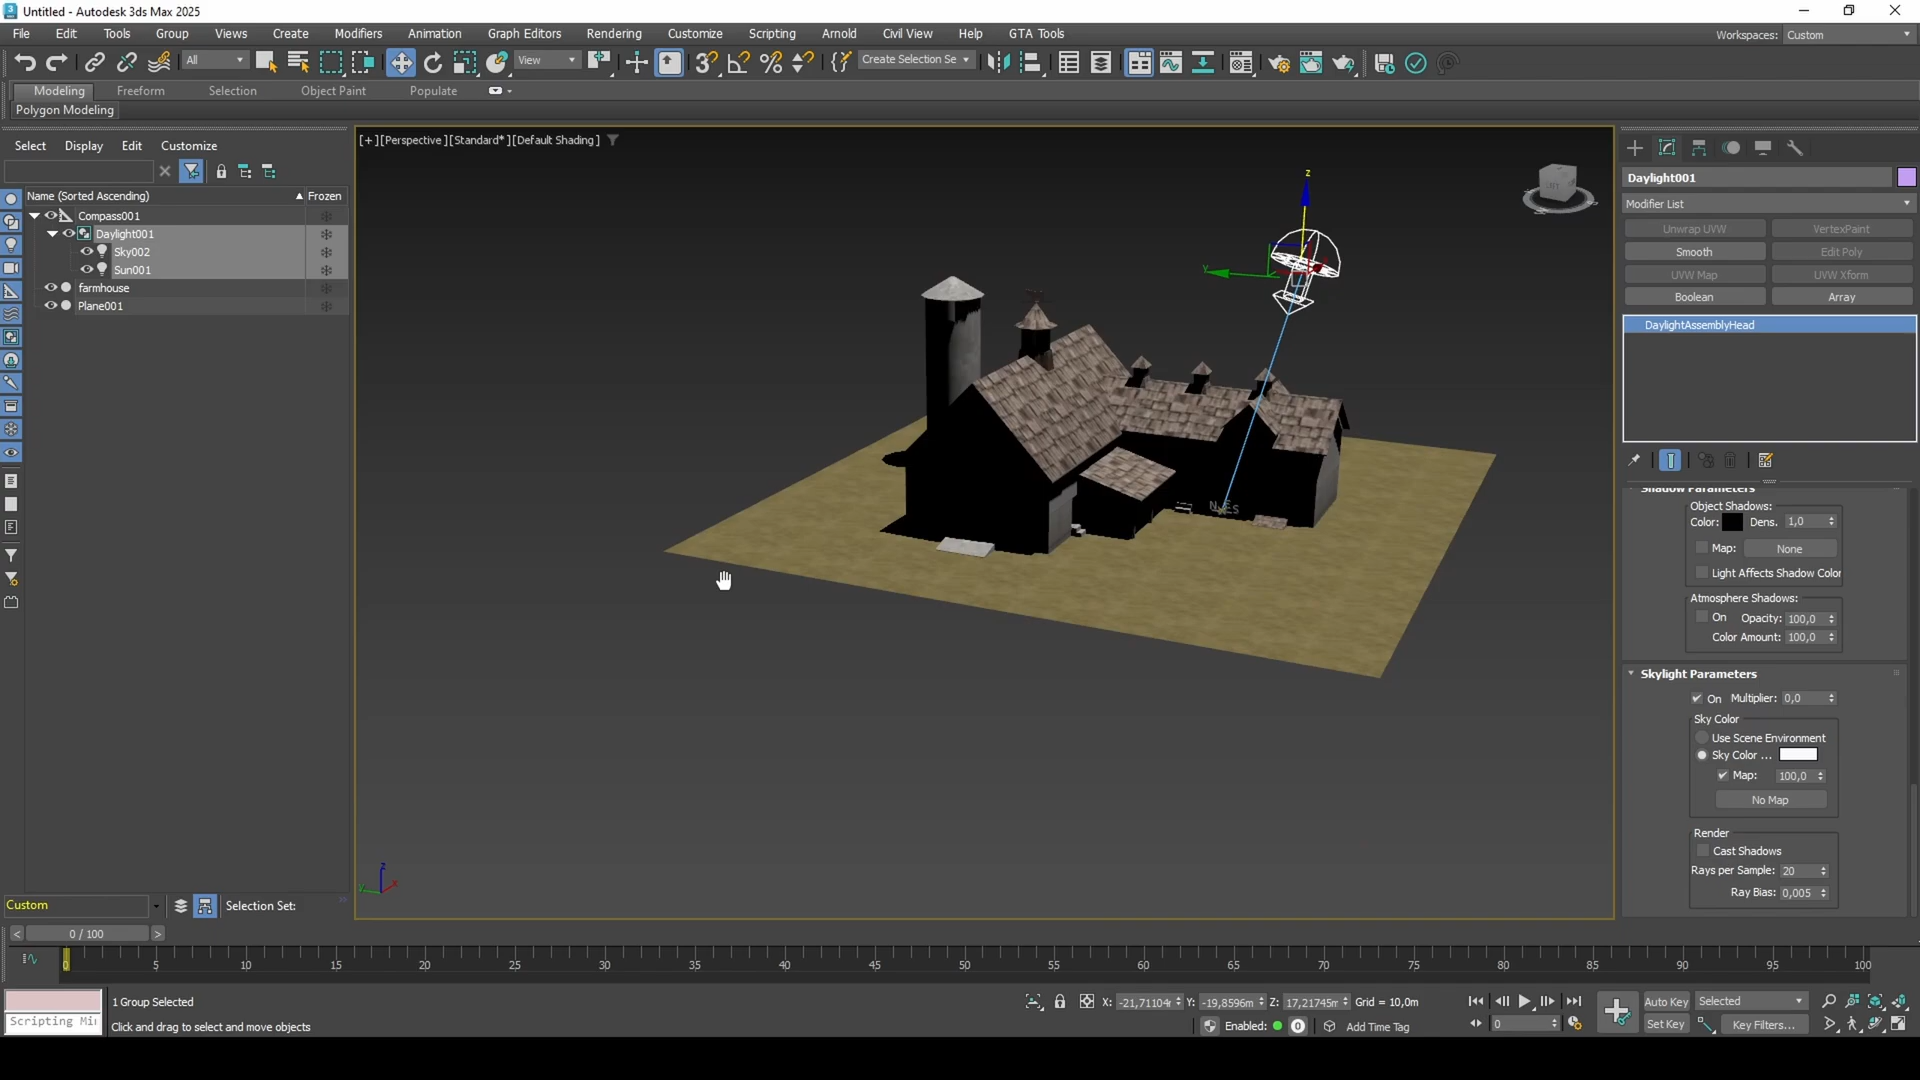 Untitled - Autodesk 3ds Max 2025
File Edit Tools Group Views Create Modifiers Animation Graph Editors Rendering Customize Scripting Arnold Civil View Help GTA Tools
Workspaces: Custom
All
View
Create Selection Se
Modeling Freeform Selection Object Paint Populate
Polygon Modeling
Select Display Edit Customize
Name (Sorted Ascending) Frozen
Compass001
Daylight001
Sky002
Sun001
farmhouse
Plane001
[+][Perspective][Standard*][Default Shading]
z
y
Daylight001
Modifier List
Unwrap UVW VertexPaint
Smooth Edit Poly
UVW Map UVW Xform
Boolean Array
DaylightAssemblyHead
Shadow Parameters
Object Shadows:
Color: Dens. 1,0
Map: None
Light Affects Shadow Color
Atmosphere Shadows:
On Opacity: 100,0
Color Amount: 100,0
Skylight Parameters
On Multiplier: 0,0
Sky Color
Use Scene Environment
Sky Color ...
Map: 100,0
No Map
Render
Cast Shadows
Rays per Sample: 20
Ray Bias: 0,005
z
y x
Custom
Selection Set:
< 0 / 100 >
0 5 10 15 20 25 30 35 40 45 50 55 60 65 70 75 80 85 90 95 100
1 Group Selected
X: -21,7110 Y: -19,8596m Z: 17,21745m Grid = 10,0m
Auto Key Selected
Scripting Mi
Click and drag to select and move objects
Enabled: 0 Add Time Tag
0
Set Key Key Filters...